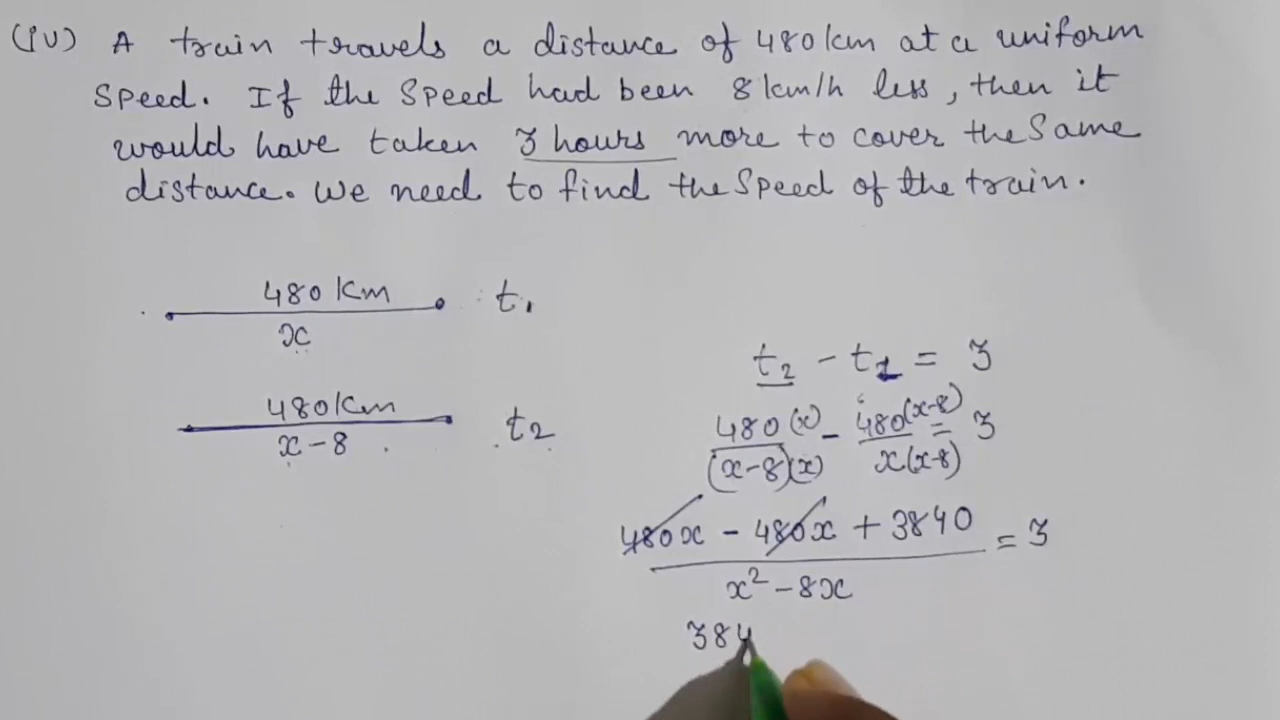 (iv) A train travels a distance of 480 km at a uniform
speed. If the speed had been 8 km/h less, then it
would have taken 3 hours more to cover the same
distance. We need to find the speed of the train.
480 km t₁
x
480 km t₂
x-8
t₂ - t₁ = 3
480(x) - 480(x-8) = 3
(x-8)(x) x(x-8)
480x - 480x + 3840 = 3
x² - 8x
384